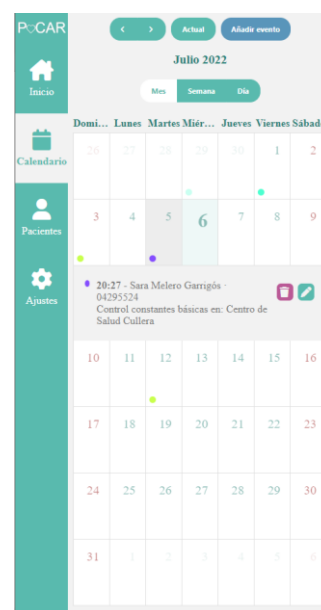 PUCAR
‹ › Actual Añadir evento
Julio 2022
Inicio
Mes Semana Día
Domi... Lunes Martes Miér... Jueves Viernes Sábad
26 27 28 29 30 1 2
Calendario
3 4 5 6 7 8 9
Pacientes
20:27 - Sara Melero Garrigós ·
04295524
Control constantes básicas en: Centro de
Salud Cullera
Ajustes
10 11 12 13 14 15 16
17 18 19 20 21 22 23
24 25 26 27 28 29 30
31 1 2 3 4 5 6